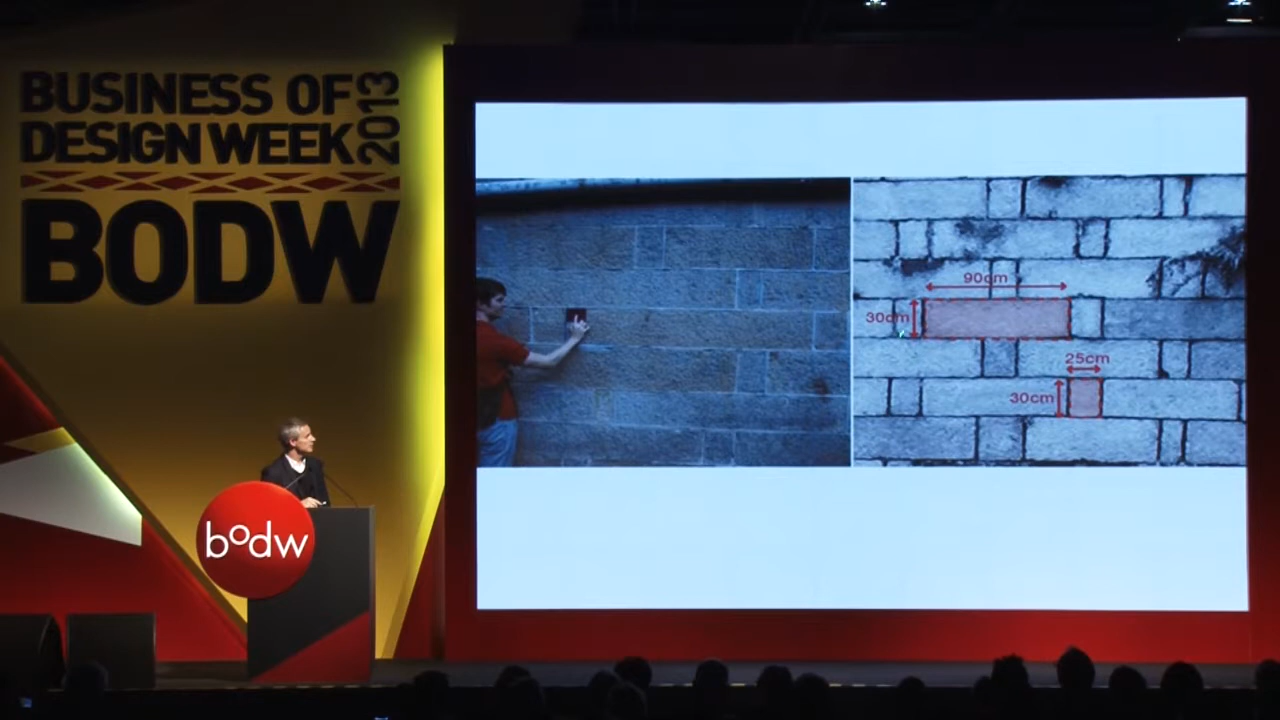 BUSINESS OF
DESIGN WEEK
2013
BODW
bodw
90cm
30cm
25cm
30cm